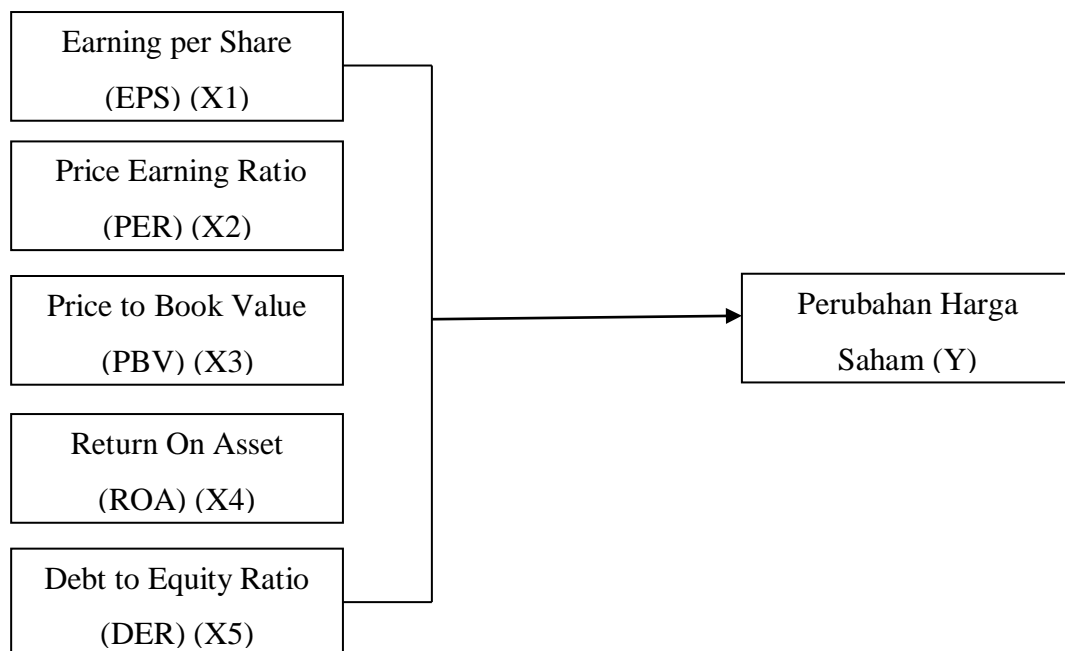 Earning per Share
(EPS) (X1)
Price Earning Ratio
(PER) (X2)
Price to Book Value
(PBV) (X3)
Return On Asset
(ROA) (X4)
Debt to Equity Ratio
(DER) (X5)
Perubahan Harga
Saham (Y)